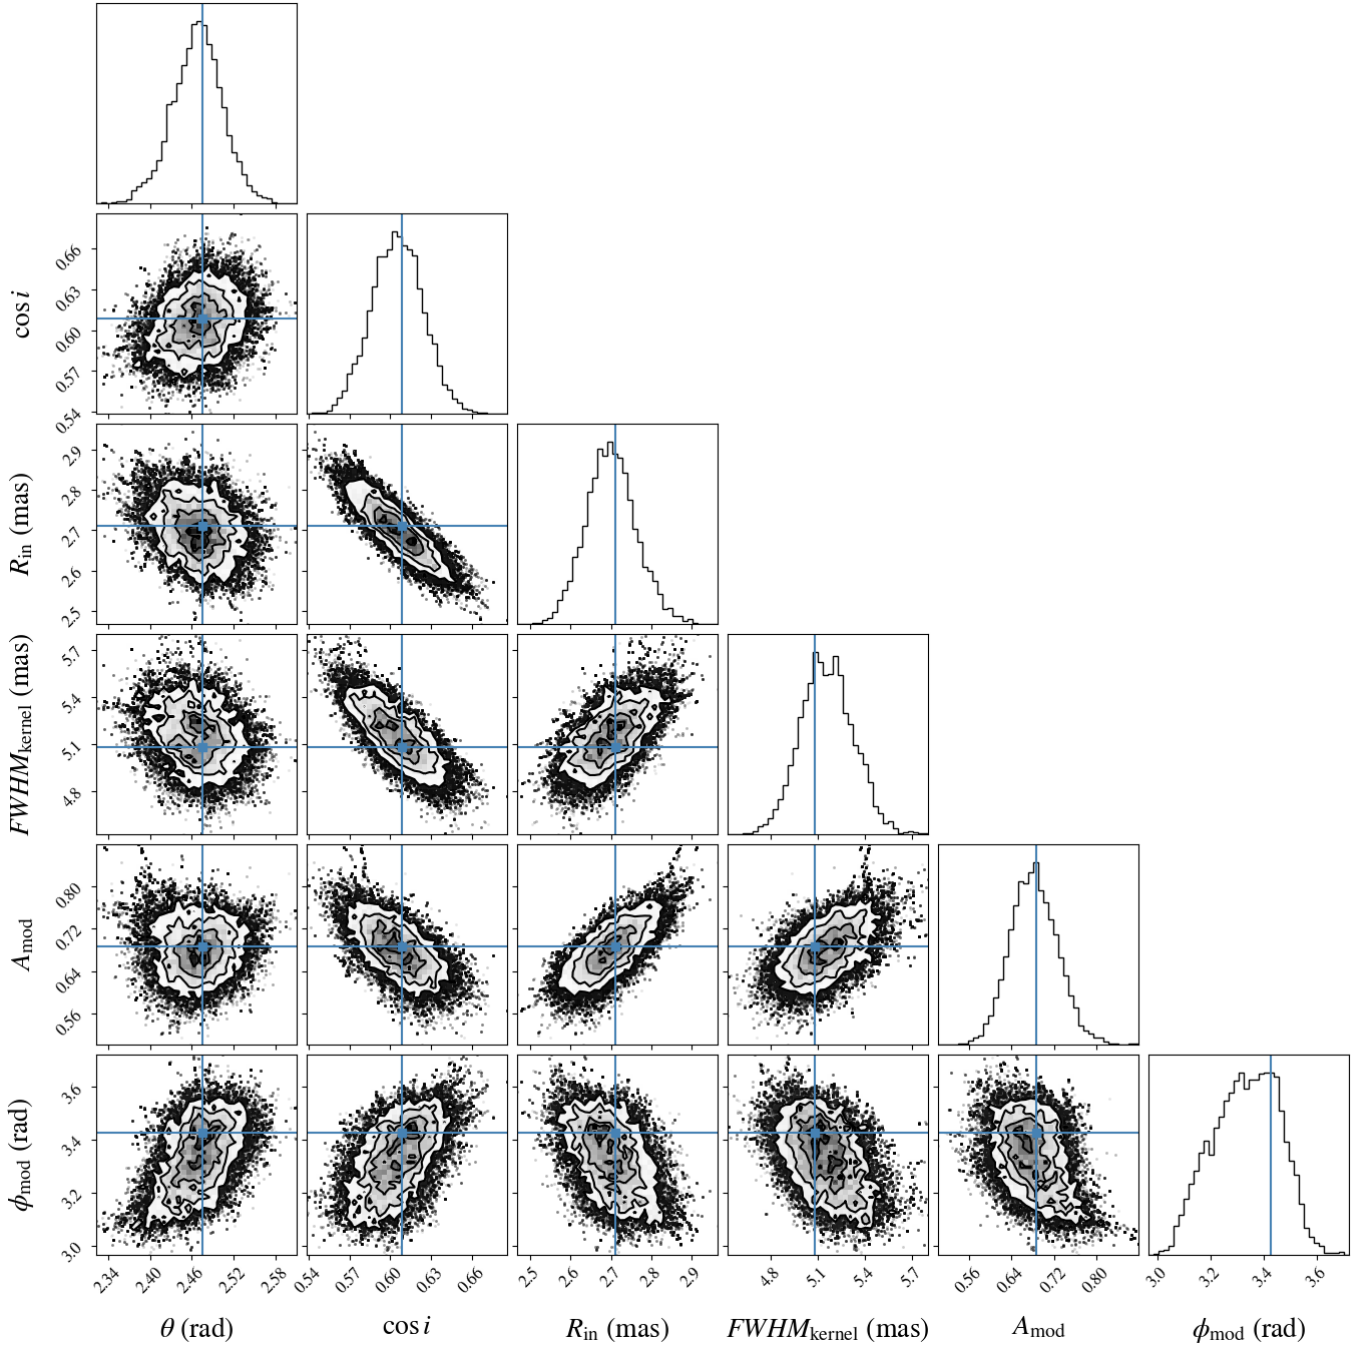 cos i
0.66
0.63
0.60
0.57
0.54
R_in (mas)
2.9
2.8
2.7
2.6
2.5
FWHM_kernel (mas)
5.7
5.4
5.1
4.8
A_mod
0.80
0.72
0.64
0.56
ϕ_mod (rad)
3.6
3.4
3.2
3.0
2.34 2.40 2.46 2.52 2.58
0.54 0.57 0.60 0.63 0.66
2.5 2.6 2.7 2.8 2.9
4.8 5.1 5.4 5.7
0.56 0.64 0.72 0.80
3.0 3.2 3.4 3.6
θ (rad)
cos i
R_in (mas)
FWHM_kernel (mas)
A_mod
ϕ_mod (rad)